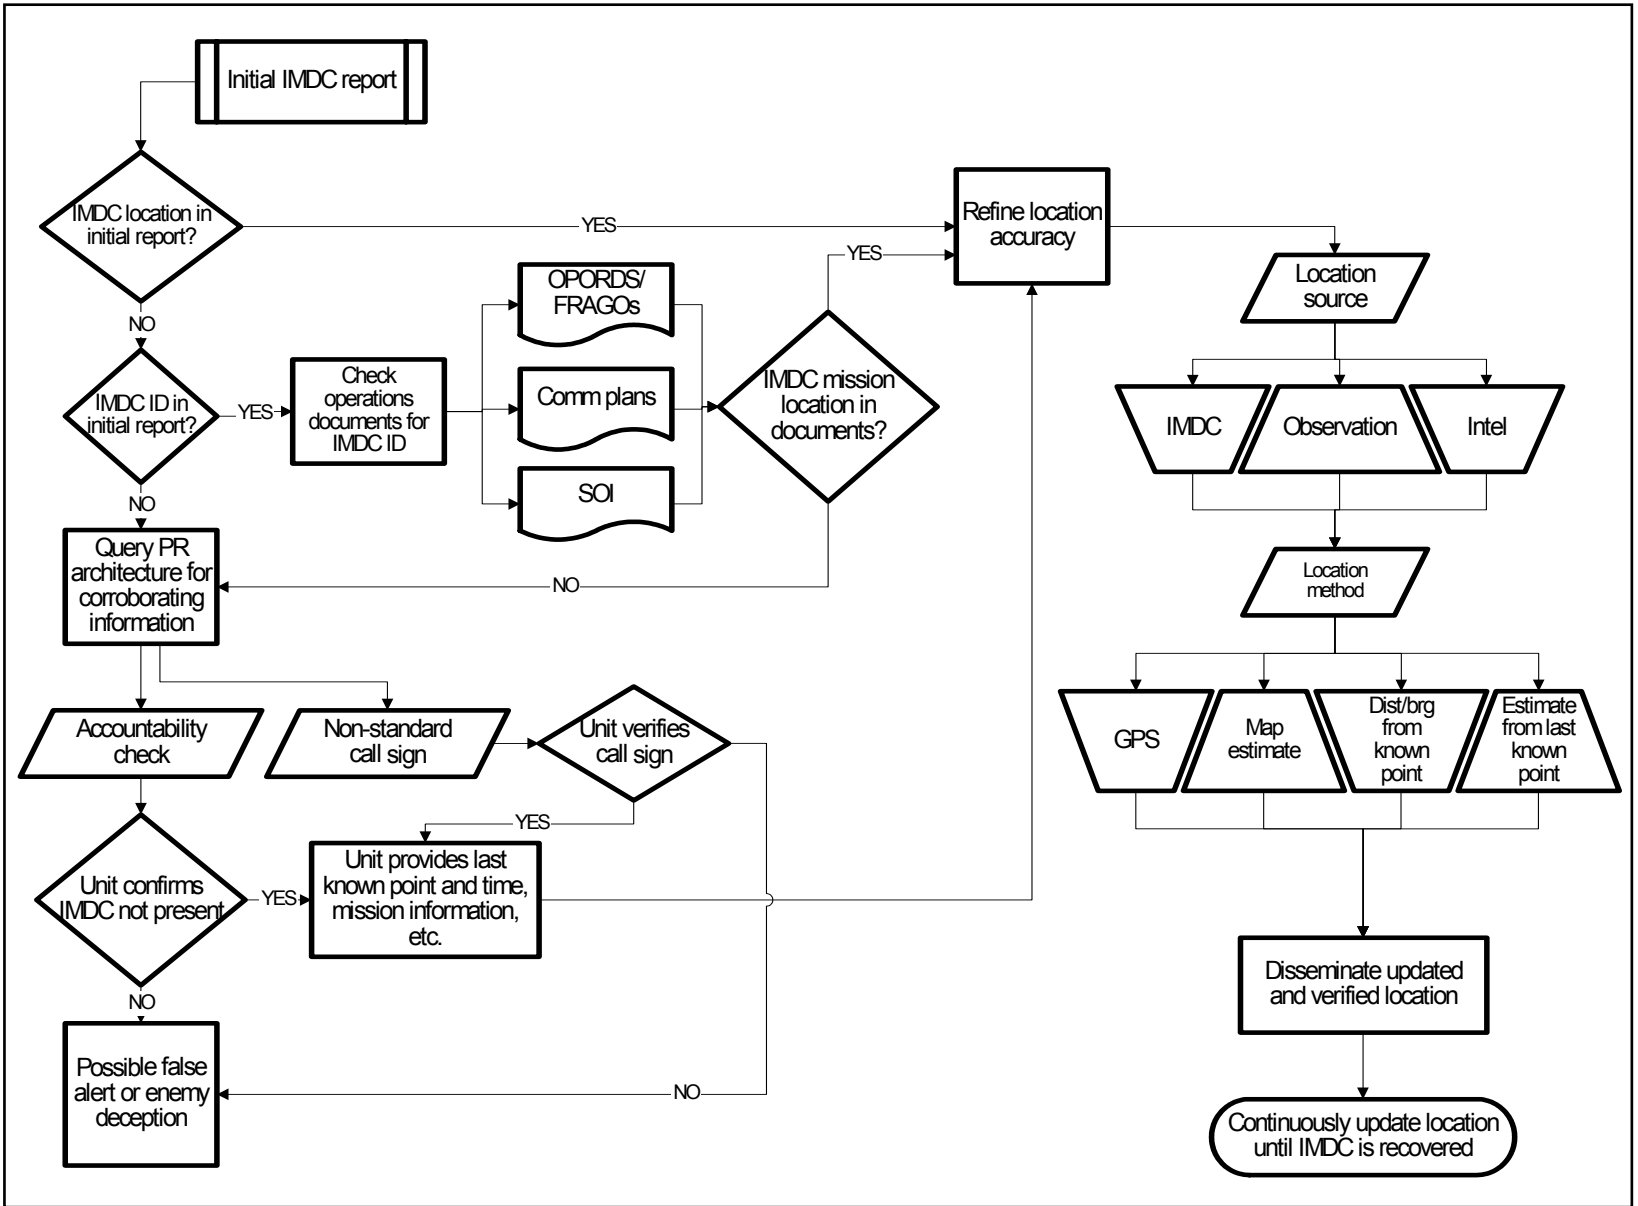 Initial IMDC report
IMDC location in
initial report?
YES
NO
IMDC ID in
initial report?
YES
NO
Check
operations
documents for
IMDC ID
OPORDS/
FRAGOs
Comm plans
SOI
IMDC mission
location in
documents?
YES
NO
Query PR
architecture for
corroborating
information
Accountability
check
Non-standard
call sign
Unit verifies
call sign
YES
NO
Unit confirms
IMDC not present
YES
NO
Unit provides last
known point and time,
mission information,
etc.
Possible false
alert or enemy
deception
Refine location
accuracy
Location
source
IMDC
Observation
Intel
Location
method
GPS
Map
estimate
Dist/brg
from
known
point
Estimate
from last
known
point
Disseminate updated
and verified location
Continuously update location
until IMDC is recovered